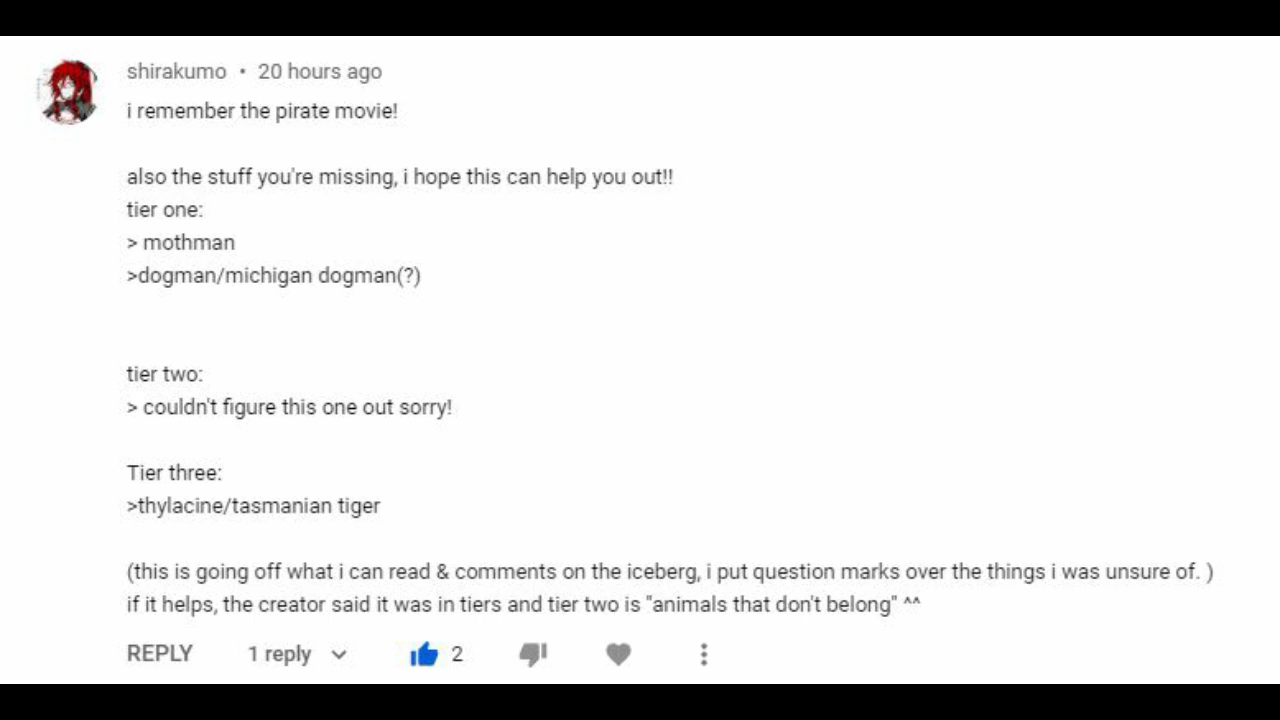 shirakumo • 20 hours ago
i remember the pirate movie!
also the stuff you're missing, i hope this can help you out!!
tier one:
> mothman
>dogman/michigan dogman(?)
tier two:
> couldn't figure this one out sorry!
Tier three:
>thylacine/tasmanian tiger
(this is going off what i can read & comments on the iceberg, i put question marks over the things i was unsure of. )
if it helps, the creator said it was in tiers and tier two is "animals that don't belong" ^^
REPLY 1 reply 2